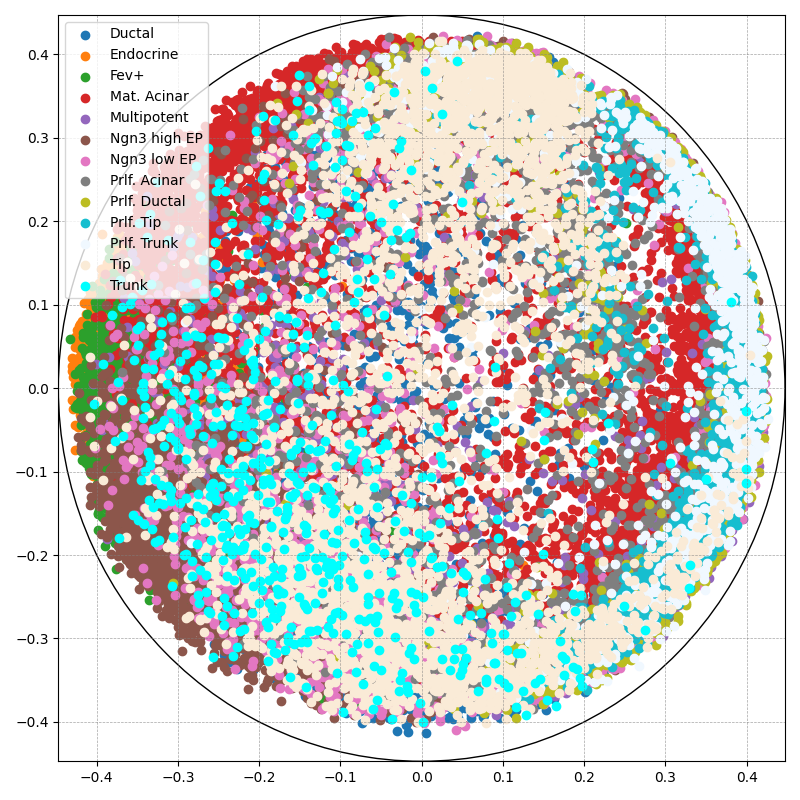 Ductal
Endocrine
Fev+
Mat. Acinar
Multipotent
Ngn3 high EP
Ngn3 low EP
Prlf. Acinar
Prlf. Ductal
Prlf. Tip
Prlf. Trunk
Tip
Trunk
0.4
0.3
0.2
0.1
0.0
−0.1
−0.2
−0.3
−0.4
−0.4 −0.3 −0.2 −0.1 0.0 0.1 0.2 0.3 0.4